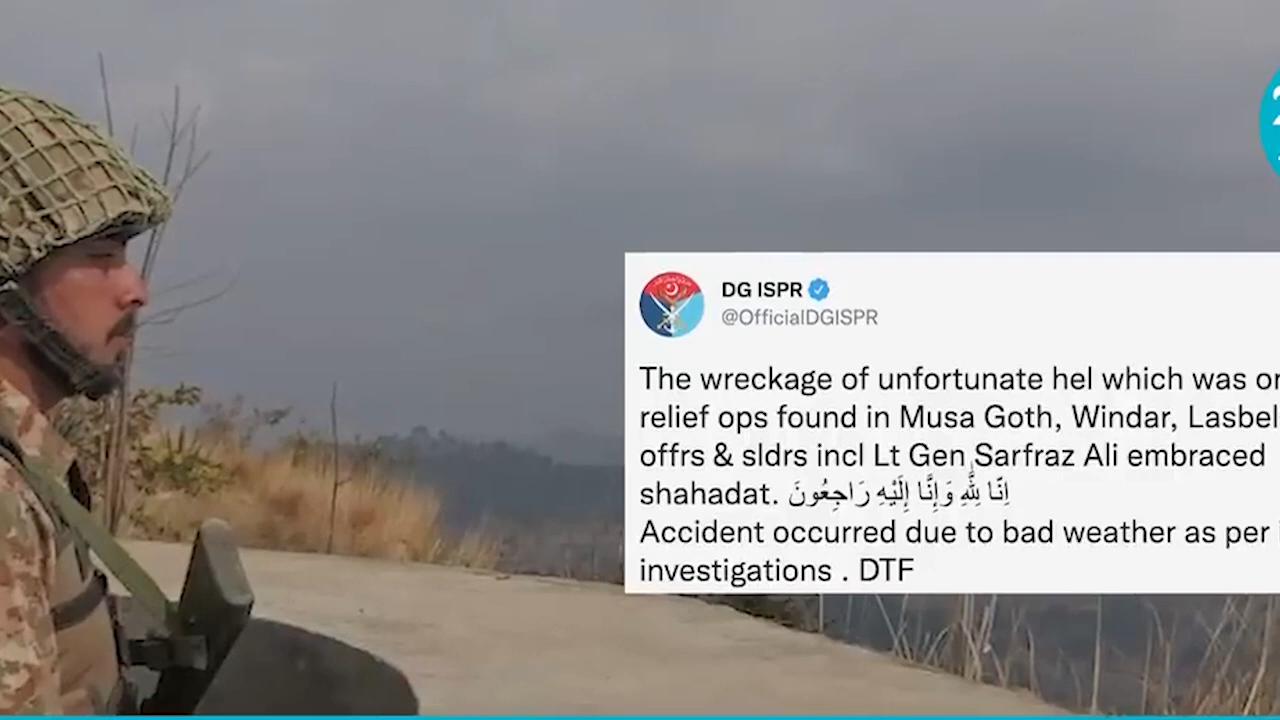 DG ISPR
@OfficialDGISPR
The wreckage of unfortunate hel which was
relief ops found in Musa Goth, Windar,
offrs & sldrs incl Lt Gen Sarfraz Ali embraced
shahadat. اِنَّا لِلّٰهِ وَاِنَّا اِلَيْهِ رَاجِعُونَ
Accident occurred due to bad weather as per
investigations . DTF